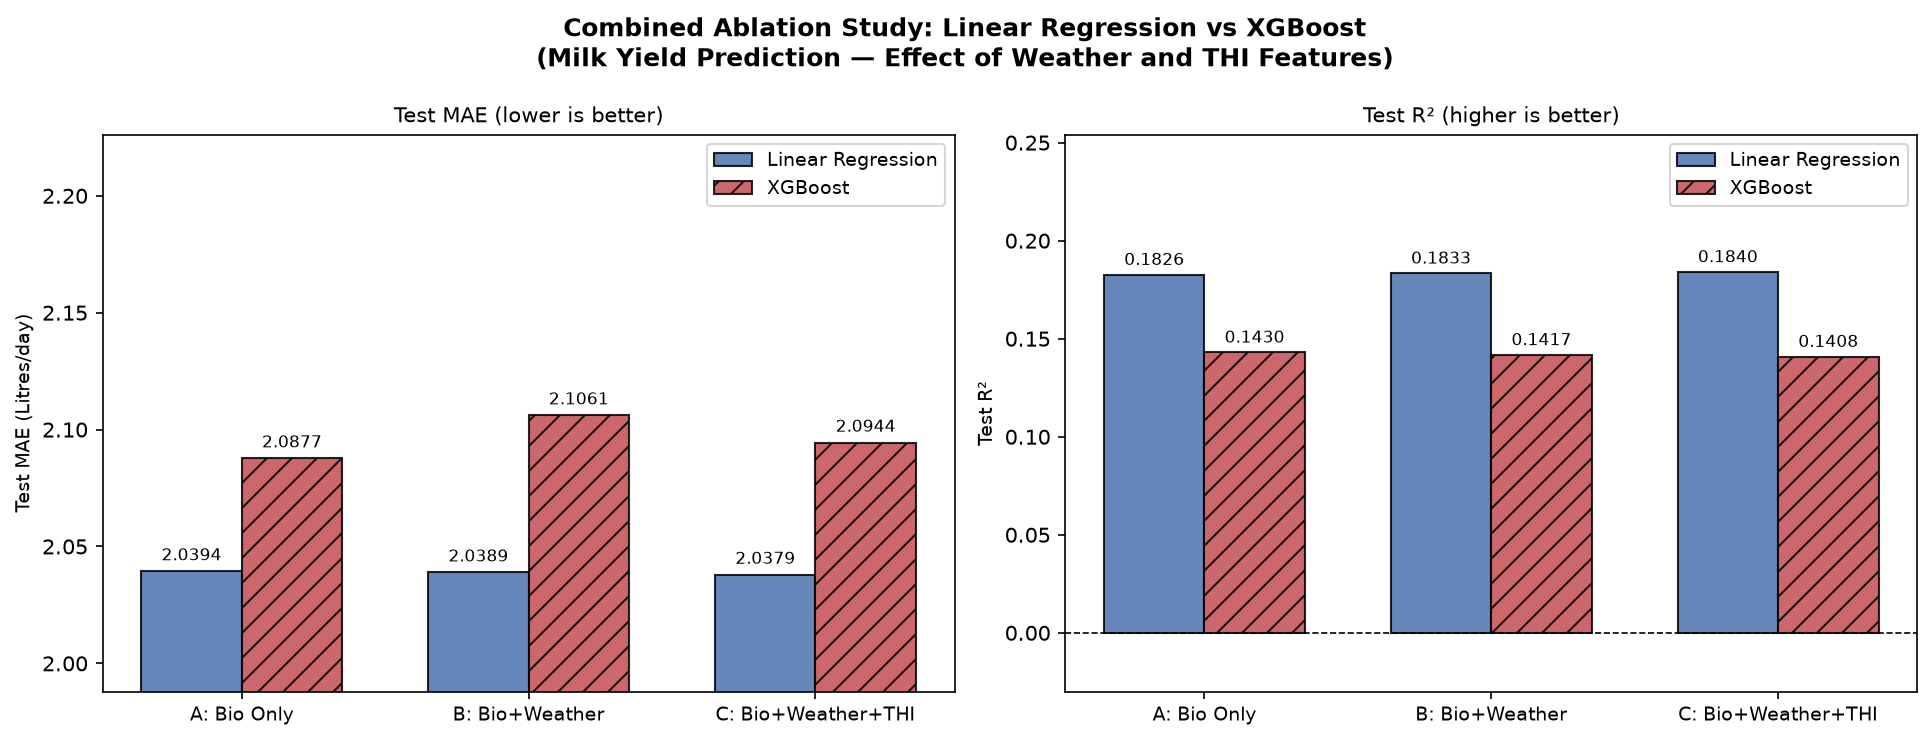 Combined Ablation Study: Linear Regression vs XGBoost
(Milk Yield Prediction — Effect of Weather and THI Features)
Test MAE (lower is better)
Test MAE (Litres/day)
2.20
2.15
2.10
2.05
2.00
Linear Regression
XGBoost
2.0394
2.0877
2.0389
2.1061
2.0379
2.0944
A: Bio Only
B: Bio+Weather
C: Bio+Weather+THI
Test R² (higher is better)
Test R²
0.25
0.20
0.15
0.10
0.05
0.00
Linear Regression
XGBoost
0.1826
0.1430
0.1833
0.1417
0.1840
0.1408
A: Bio Only
B: Bio+Weather
C: Bio+Weather+THI